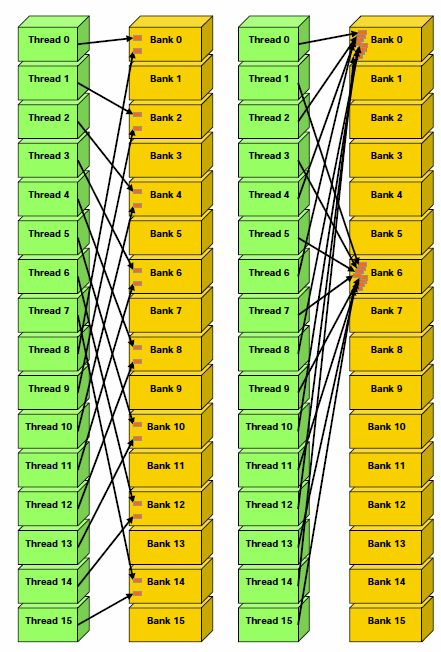 Thread 0 Bank 0 Thread 0 Bank 0
Thread 1 Bank 1 Thread 1 Bank 1
Thread 2 Bank 2 Thread 2 Bank 2
Thread 3 Bank 3 Thread 3 Bank 3
Thread 4 Bank 4 Thread 4 Bank 4
Thread 5 Bank 5 Thread 5 Bank 5
Thread 6 Bank 6 Thread 6 Bank 6
Thread 7 Bank 7 Thread 7 Bank 7
Thread 8 Bank 8 Thread 8 Bank 8
Thread 9 Bank 9 Thread 9 Bank 9
Thread 10 Bank 10 Thread 10 Bank 10
Thread 11 Bank 11 Thread 11 Bank 11
Thread 12 Bank 12 Thread 12 Bank 12
Thread 13 Bank 13 Thread 13 Bank 13
Thread 14 Bank 14 Thread 14 Bank 14
Thread 15 Bank 15 Thread 15 Bank 15